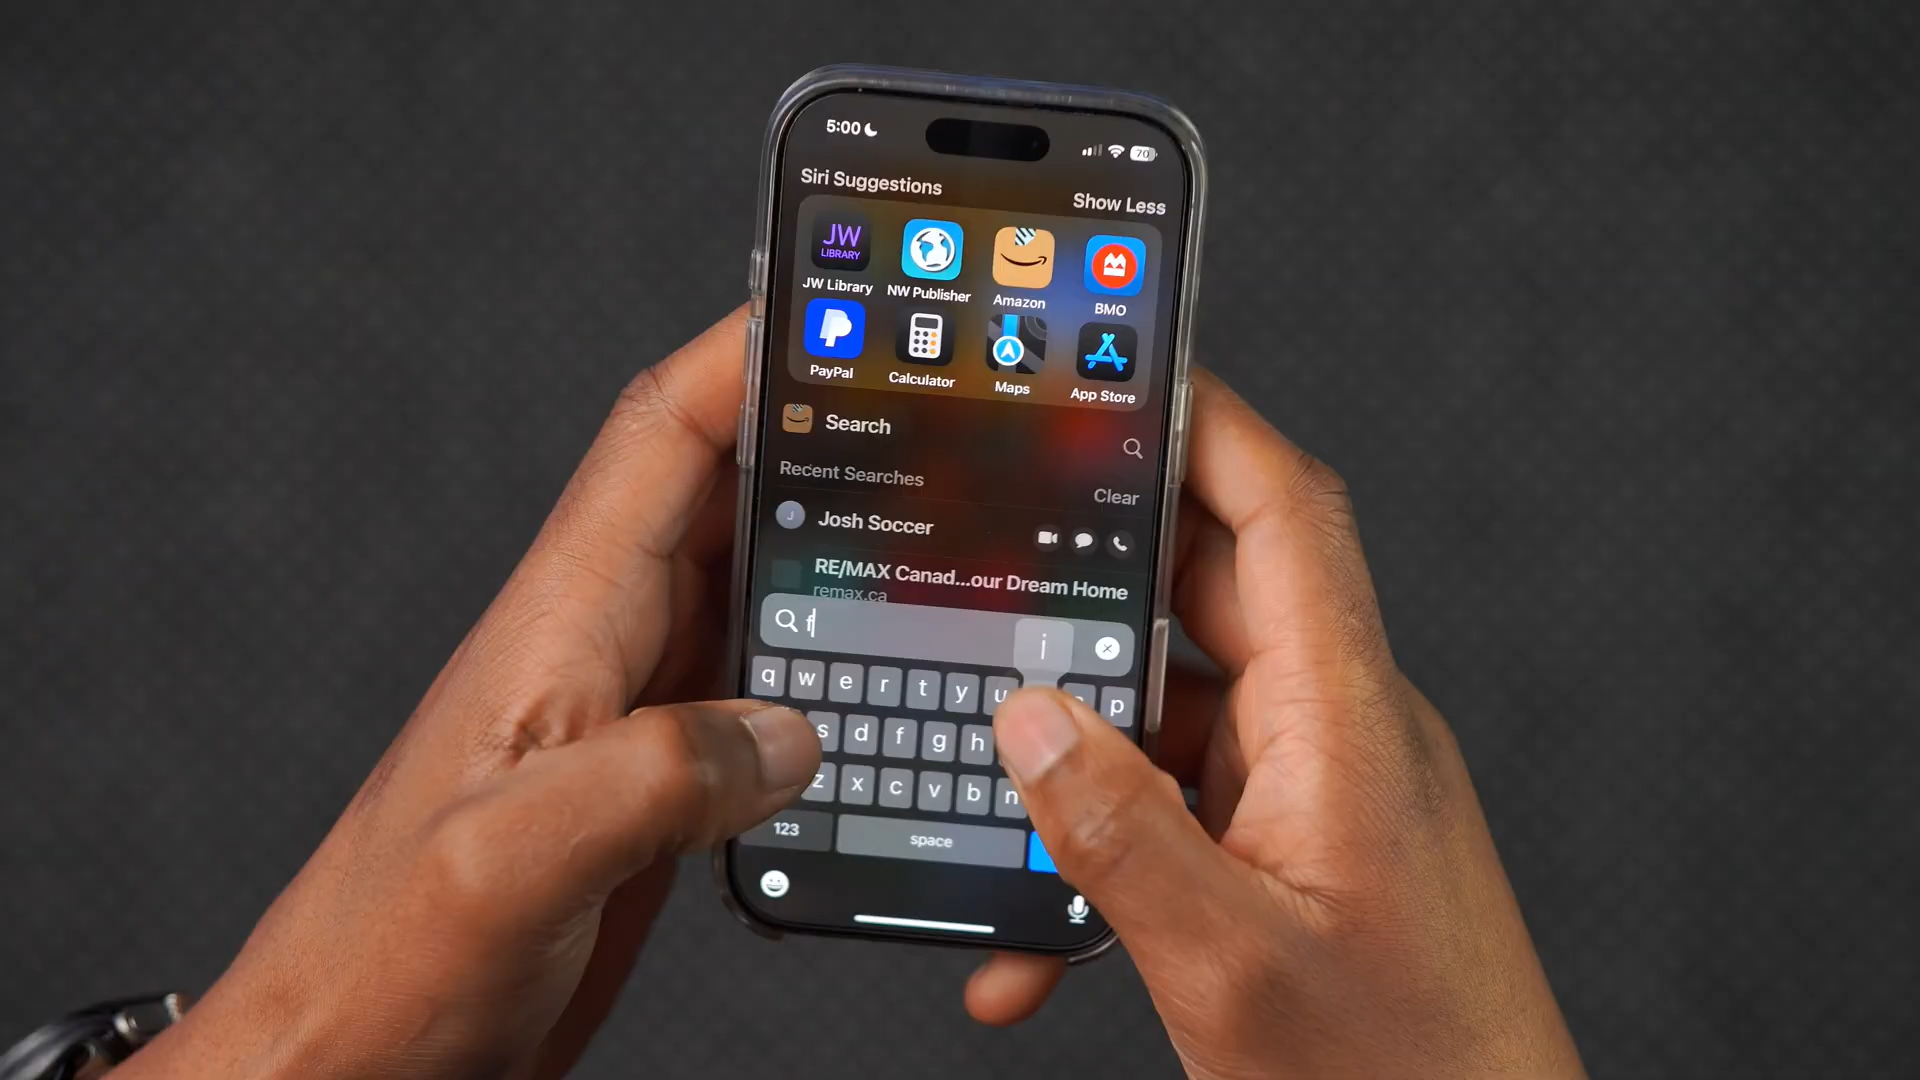 5:00
70
Siri Suggestions
Show Less
JW
LIBRARY
JW Library
NW Publisher
Amazon
BMO
PayPal
Calculator
Maps
App Store
Search
Recent Searches
Clear
J
Josh Soccer
RE/MAX Canad...our Dream Home
remax.ca
f
i
q w e r t y u p
s d f g h
z x c v b n
123
space